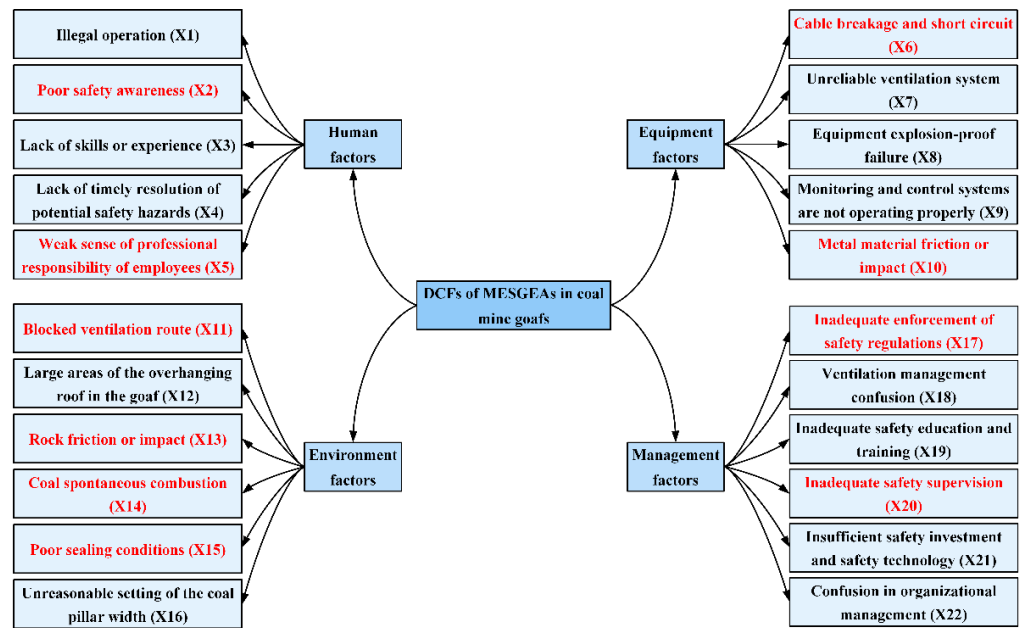 Illegal operation (X1)
Poor safety awareness (X2)
Lack of skills or experience (X3)
Lack of timely resolution of
potential safety hazards (X4)
Weak sense of professional
responsibility of employees (X5)
Human
factors
Cable breakage and short circuit
(X6)
Unreliable ventilation system
(X7)
Equipment explosion-proof
failure (X8)
Monitoring and control systems
are not operating properly (X9)
Metal material friction or
impact (X10)
Equipment
factors
DCFs of MESGEAs in coal
mine goafs
Blocked ventilation route (X11)
Large areas of the overhanging
roof in the goaf (X12)
Rock friction or impact (X13)
Coal spontaneous combustion
(X14)
Poor sealing conditions (X15)
Unreasonable setting of the coal
pillar width (X16)
Environment
factors
Inadequate enforcement of
safety regulations (X17)
Ventilation management
confusion (X18)
Inadequate safety education and
training (X19)
Inadequate safety supervision
(X20)
Insufficient safety investment
and safety technology (X21)
Confusion in organizational
management (X22)
Management
factors